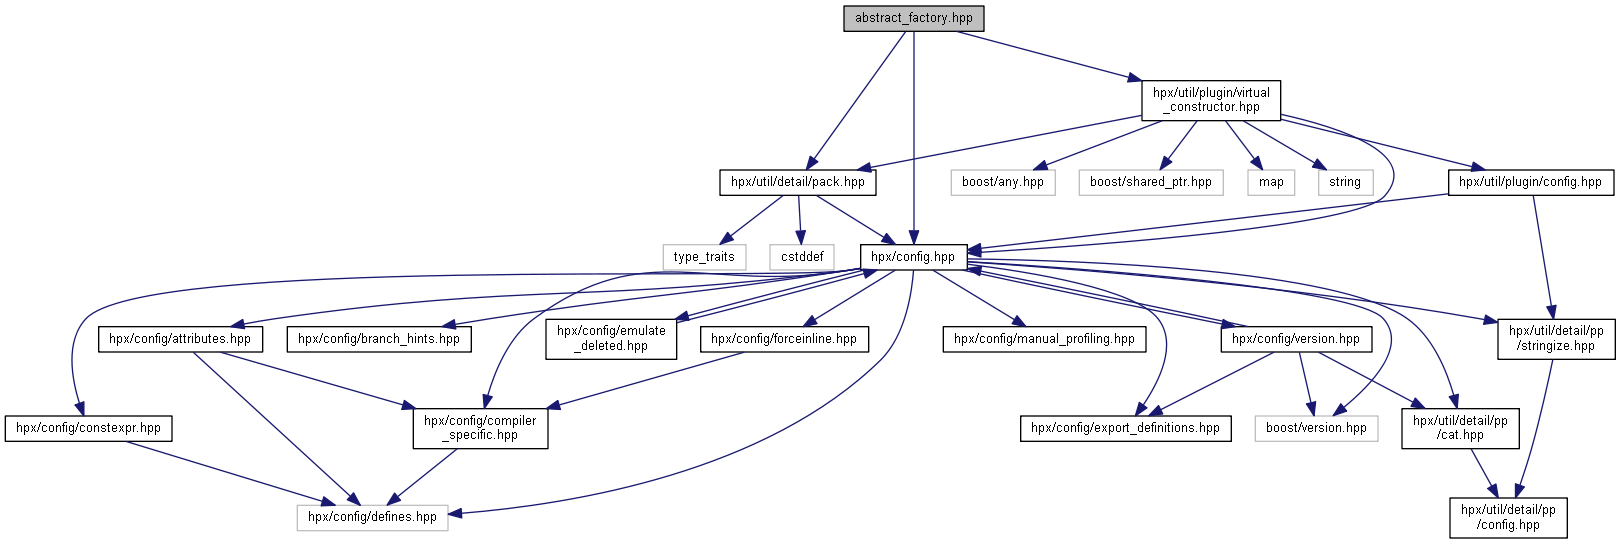 abstract_factory.hpp
hpx/util/plugin/virtual
_constructor.hpp
hpx/util/detail/pack.hpp
boost/any.hpp
boost/shared_ptr.hpp
map
string
hpx/util/plugin/config.hpp
type_traits
cstddef
hpx/config.hpp
hpx/config/attributes.hpp
hpx/config/branch_hints.hpp
hpx/config/emulate
_deleted.hpp
hpx/config/forceinline.hpp
hpx/config/manual_profiling.hpp
hpx/config/version.hpp
hpx/util/detail/pp
/stringize.hpp
hpx/config/constexpr.hpp
hpx/config/compiler
_specific.hpp
hpx/config/export_definitions.hpp
boost/version.hpp
hpx/util/detail/pp
/cat.hpp
hpx/config/defines.hpp
hpx/util/detail/pp
/config.hpp